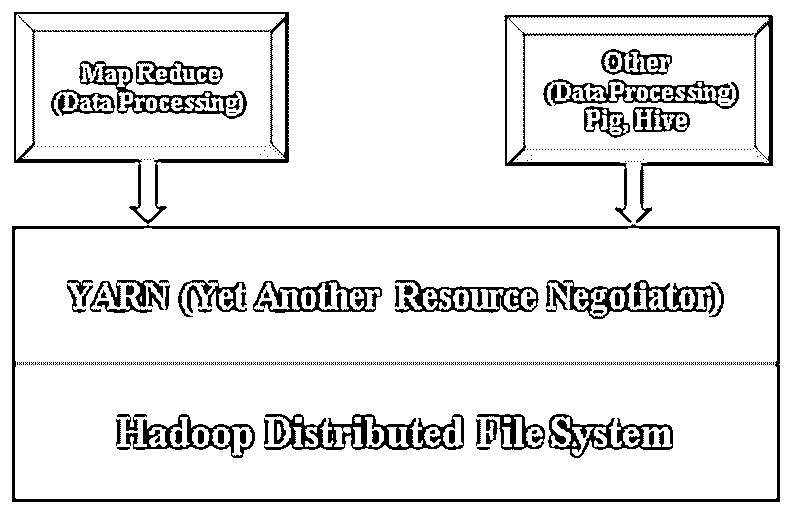 Map Reduce
(Data Processing)
Other
(Data Processing)
Pig, Hive
YARN (Yet Another Resource Negotiator)
Hadoop Distributed File System